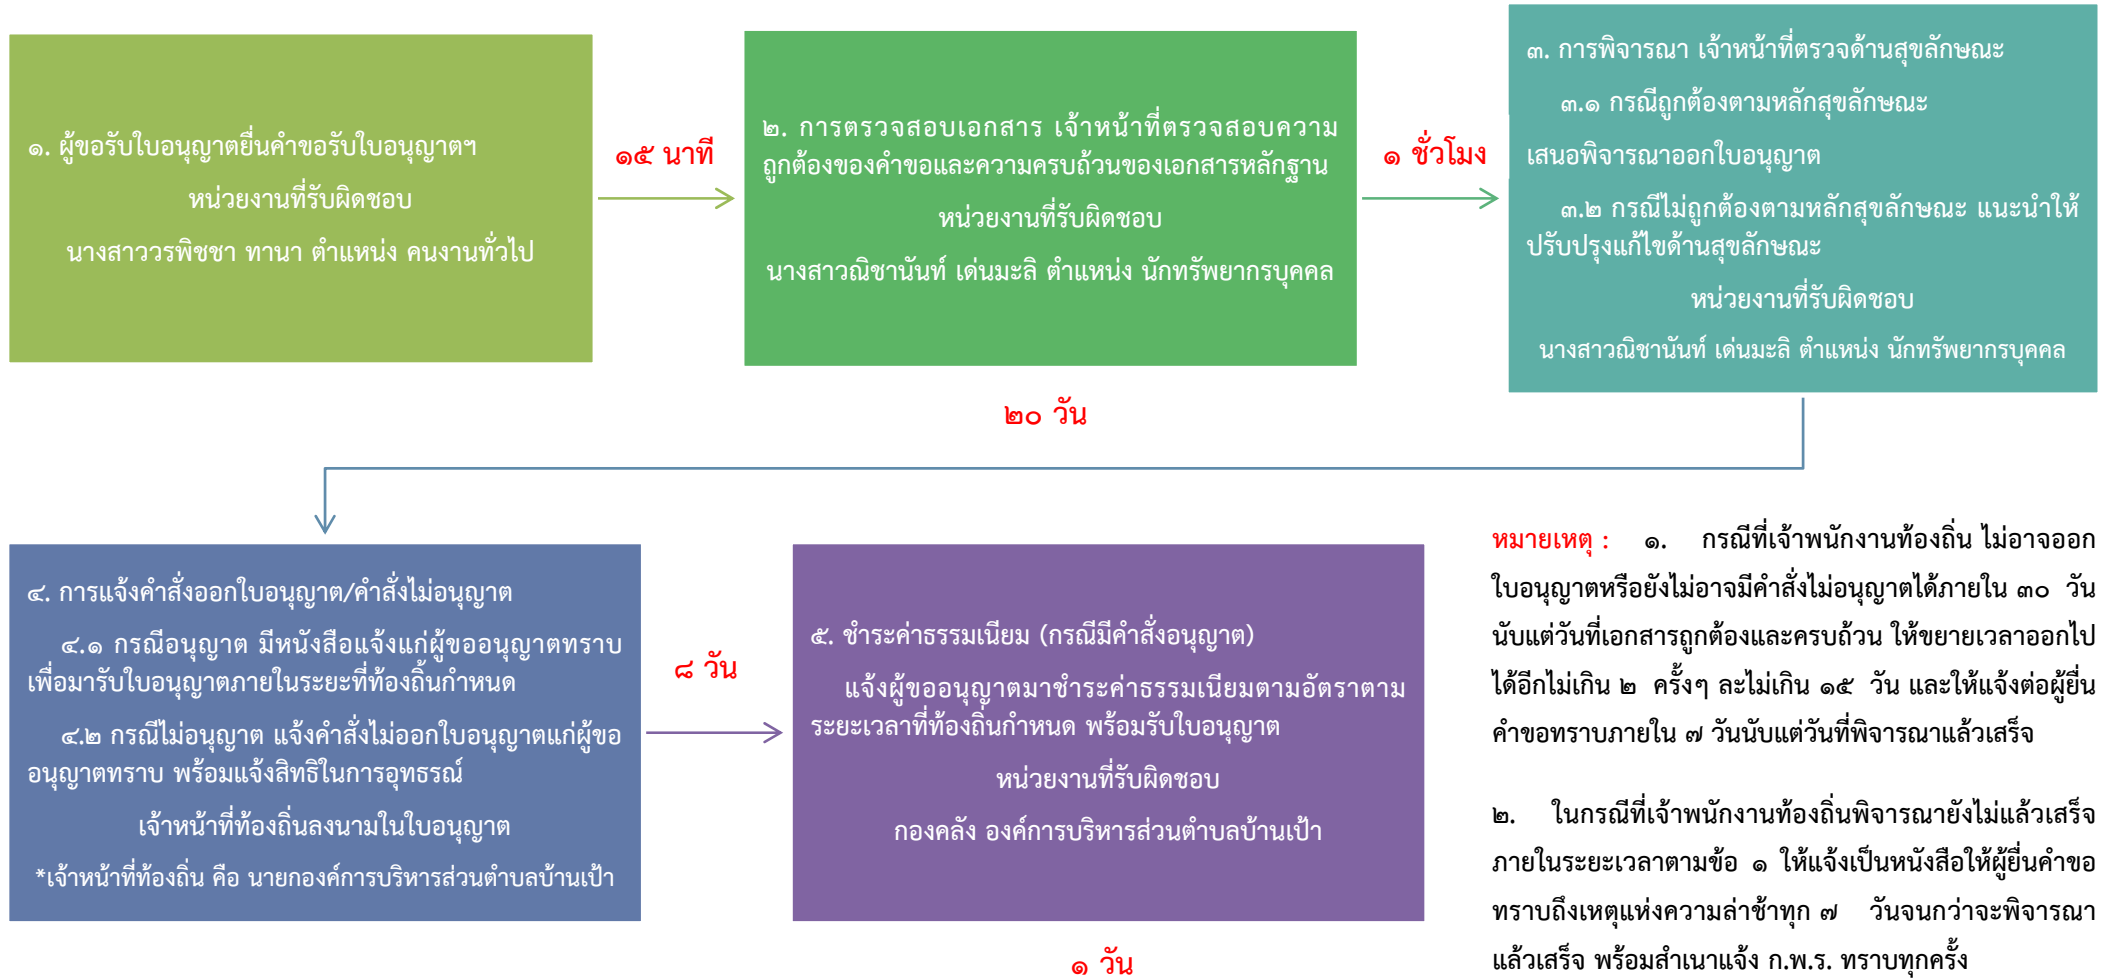 ๑. ผู้ขอรับใบอนุญาตยื่นคำขอรับใบอนุญาตฯ
หน่วยงานที่รับผิดชอบ
นางสาววรพิชชา ทานา ตำแหน่ง คนงานทั่วไป
๑๕ นาที
๒. การตรวจสอบเอกสาร เจ้าหน้าที่ตรวจสอบความ
ถูกต้องของคำขอและความครบถ้วนของเอกสารหลักฐาน
หน่วยงานที่รับผิดชอบ
นางสาวณิชานันท์ เด่นมะลิ ตำแหน่ง นักทรัพยากรบุคคล
๑ ชั่วโมง
๓. การพิจารณา เจ้าหน้าที่ตรวจด้านสุขลักษณะ
๓.๑ กรณีถูกต้องตามหลักสุขลักษณะ
เสนอพิจารณาออกใบอนุญาต
๓.๒ กรณีไม่ถูกต้องตามหลักสุขลักษณะ แนะนำให้
ปรับปรุงแก้ไขด้านสุขลักษณะ
หน่วยงานที่รับผิดชอบ
นางสาวณิชานันท์ เด่นมะลิ ตำแหน่ง นักทรัพยากรบุคคล
๒๐ วัน
๔. การแจ้งคำสั่งออกใบอนุญาต/คำสั่งไม่อนุญาต
๔.๑ กรณีอนุญาต มีหนังสือแจ้งแก่ผู้ขออนุญาตทราบ
เพื่อมารับใบอนุญาตภายในระยะที่ท้องถิ้นกำหนด
๔.๒ กรณีไม่อนุญาต แจ้งคำสั่งไม่ออกใบอนุญาตแก่ผู้ขอ
อนุญาตทราบ พร้อมแจ้งสิทธิในการอุทธรณ์
เจ้าหน้าที่ท้องถิ่นลงนามในใบอนุญาต
*เจ้าหน้าที่ท้องถิ่น คือ นายกองค์การบริหารส่วนตำบลบ้านเป้า
๘ วัน
๕. ชำระค่าธรรมเนียม (กรณีมีคำสั่งอนุญาต)
แจ้งผู้ขออนุญาตมาชำระค่าธรรมเนียมตามอัตราตาม
ระยะเวลาที่ท้องถิ่นกำหนด พร้อมรับใบอนุญาต
หน่วยงานที่รับผิดชอบ
กองคลัง องค์การบริหารส่วนตำบลบ้านเป้า
๑ วัน
หมายเหตุ : ๑. กรณีที่เจ้าพนักงานท้องถิ่น ไม่อาจออก
ใบอนุญาตหรือยังไม่อาจมีคำสั่งไม่อนุญาตได้ภายใน ๓๐ วัน
นับแต่วันที่เอกสารถูกต้องและครบถ้วน ให้ขยายเวลาออกไป
ได้อีกไม่เกิน ๒ ครั้งๆ ละไม่เกิน ๑๕ วัน และให้แจ้งต่อผู้ยื่น
คำขอทราบภายใน ๗ วันนับแต่วันที่พิจารณาแล้วเสร็จ
๒. ในกรณีที่เจ้าพนักงานท้องถิ่นพิจารณายังไม่แล้วเสร็จ
ภายในระยะเวลาตามข้อ ๑ ให้แจ้งเป็นหนังสือให้ผู้ยื่นคำขอ
ทราบถึงเหตุแห่งความล่าช้าทุก ๗ วันจนกว่าจะพิจารณา
แล้วเสร็จ พร้อมสำเนาแจ้ง ก.พ.ร. ทราบทุกครั้ง